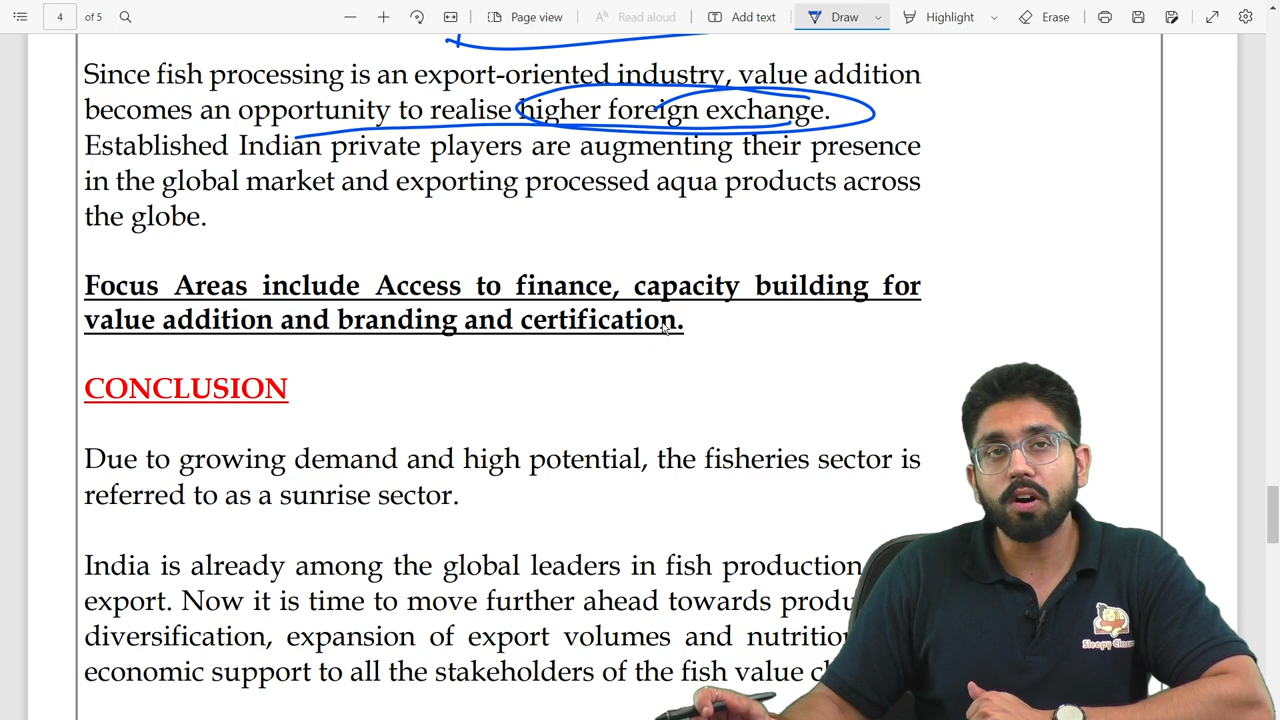 4 of 5 Page view Read aloud Add text Draw Highlight Erase
Since fish processing is an export-oriented industry, value addition
becomes an opportunity to realise higher foreign exchange.
Established Indian private players are augmenting their presence
in the global market and exporting processed aqua products across
the globe.
Focus Areas include Access to finance, capacity building for
value addition and branding and certification.
CONCLUSION
Due to growing demand and high potential, the fisheries sector is
referred to as a sunrise sector.
India is already among the global leaders in fish production
export. Now it is time to move further ahead towards
diversification, expansion of export volumes and
economic support to all the stakeholders of the fish value
Sleepy